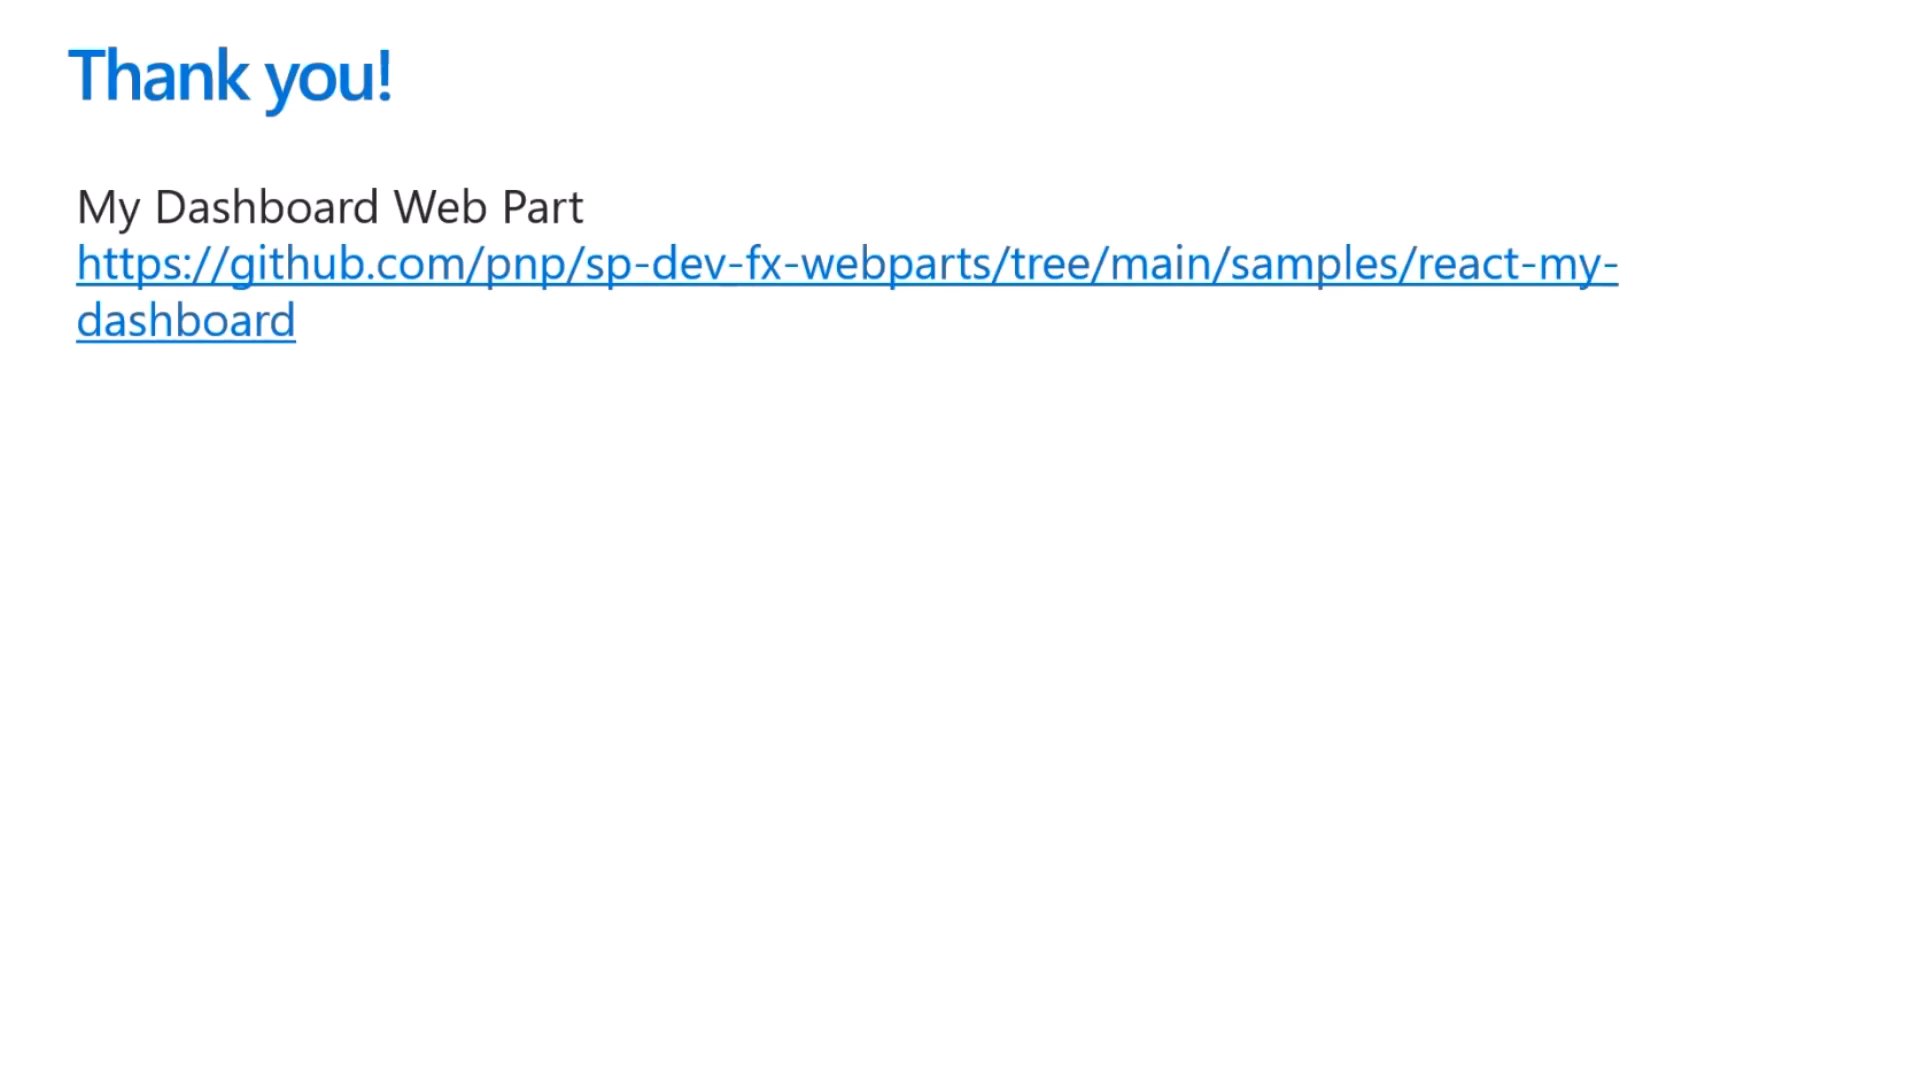 Thank you!
My Dashboard Web Part
https://github.com/pnp/sp-dev-fx-webparts/tree/main/samples/react-my-
dashboard